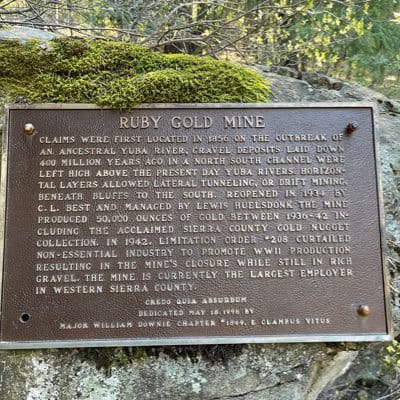 RUBY GOLD MINE
CLAIMS WERE FIRST LOCATED IN 1856 ON THE OUTBREAK OF
AN ANCESTRAL YUBA RIVER. GRAVEL DEPOSITS LAID DOWN
400 MILLION YEARS AGO IN A NORTH SOUTH CHANNEL WERE
LEFT HIGH ABOVE THE PRESENT DAY YUBA RIVERS. HORIZON-
TAL LAYERS ALLOWED LATERAL TUNNELING, OR DRIFT MINING,
BENEATH BLUFFS TO THE SOUTH. REOPENED IN 1934 BY
C. L. BEST AND MANAGED BY LEWIS HUELSDONK THE MINE
PRODUCED 50,000 OUNCES OF GOLD BETWEEN 1936-42 IN-
CLUDING THE ACCLAIMED SIERRA COUNTY GOLD NUGGET
COLLECTION. IN 1942, LIMITATION ORDER #208 CURTAILED
NON-ESSENTIAL INDUSTRY TO PROMOTE WWII PRODUCTION
RESULTING IN THE MINE'S CLOSURE WHILE STILL IN RICH
GRAVEL. THE MINE IS CURRENTLY THE LARGEST EMPLOYER
IN WESTERN SIERRA COUNTY.
CREDO QUIA ABSURDUM
DEDICATED MAY 18, 1996 BY
MAJOR WILLIAM DOWNIE CHAPTER #1849, E CLAMPUS VITUS